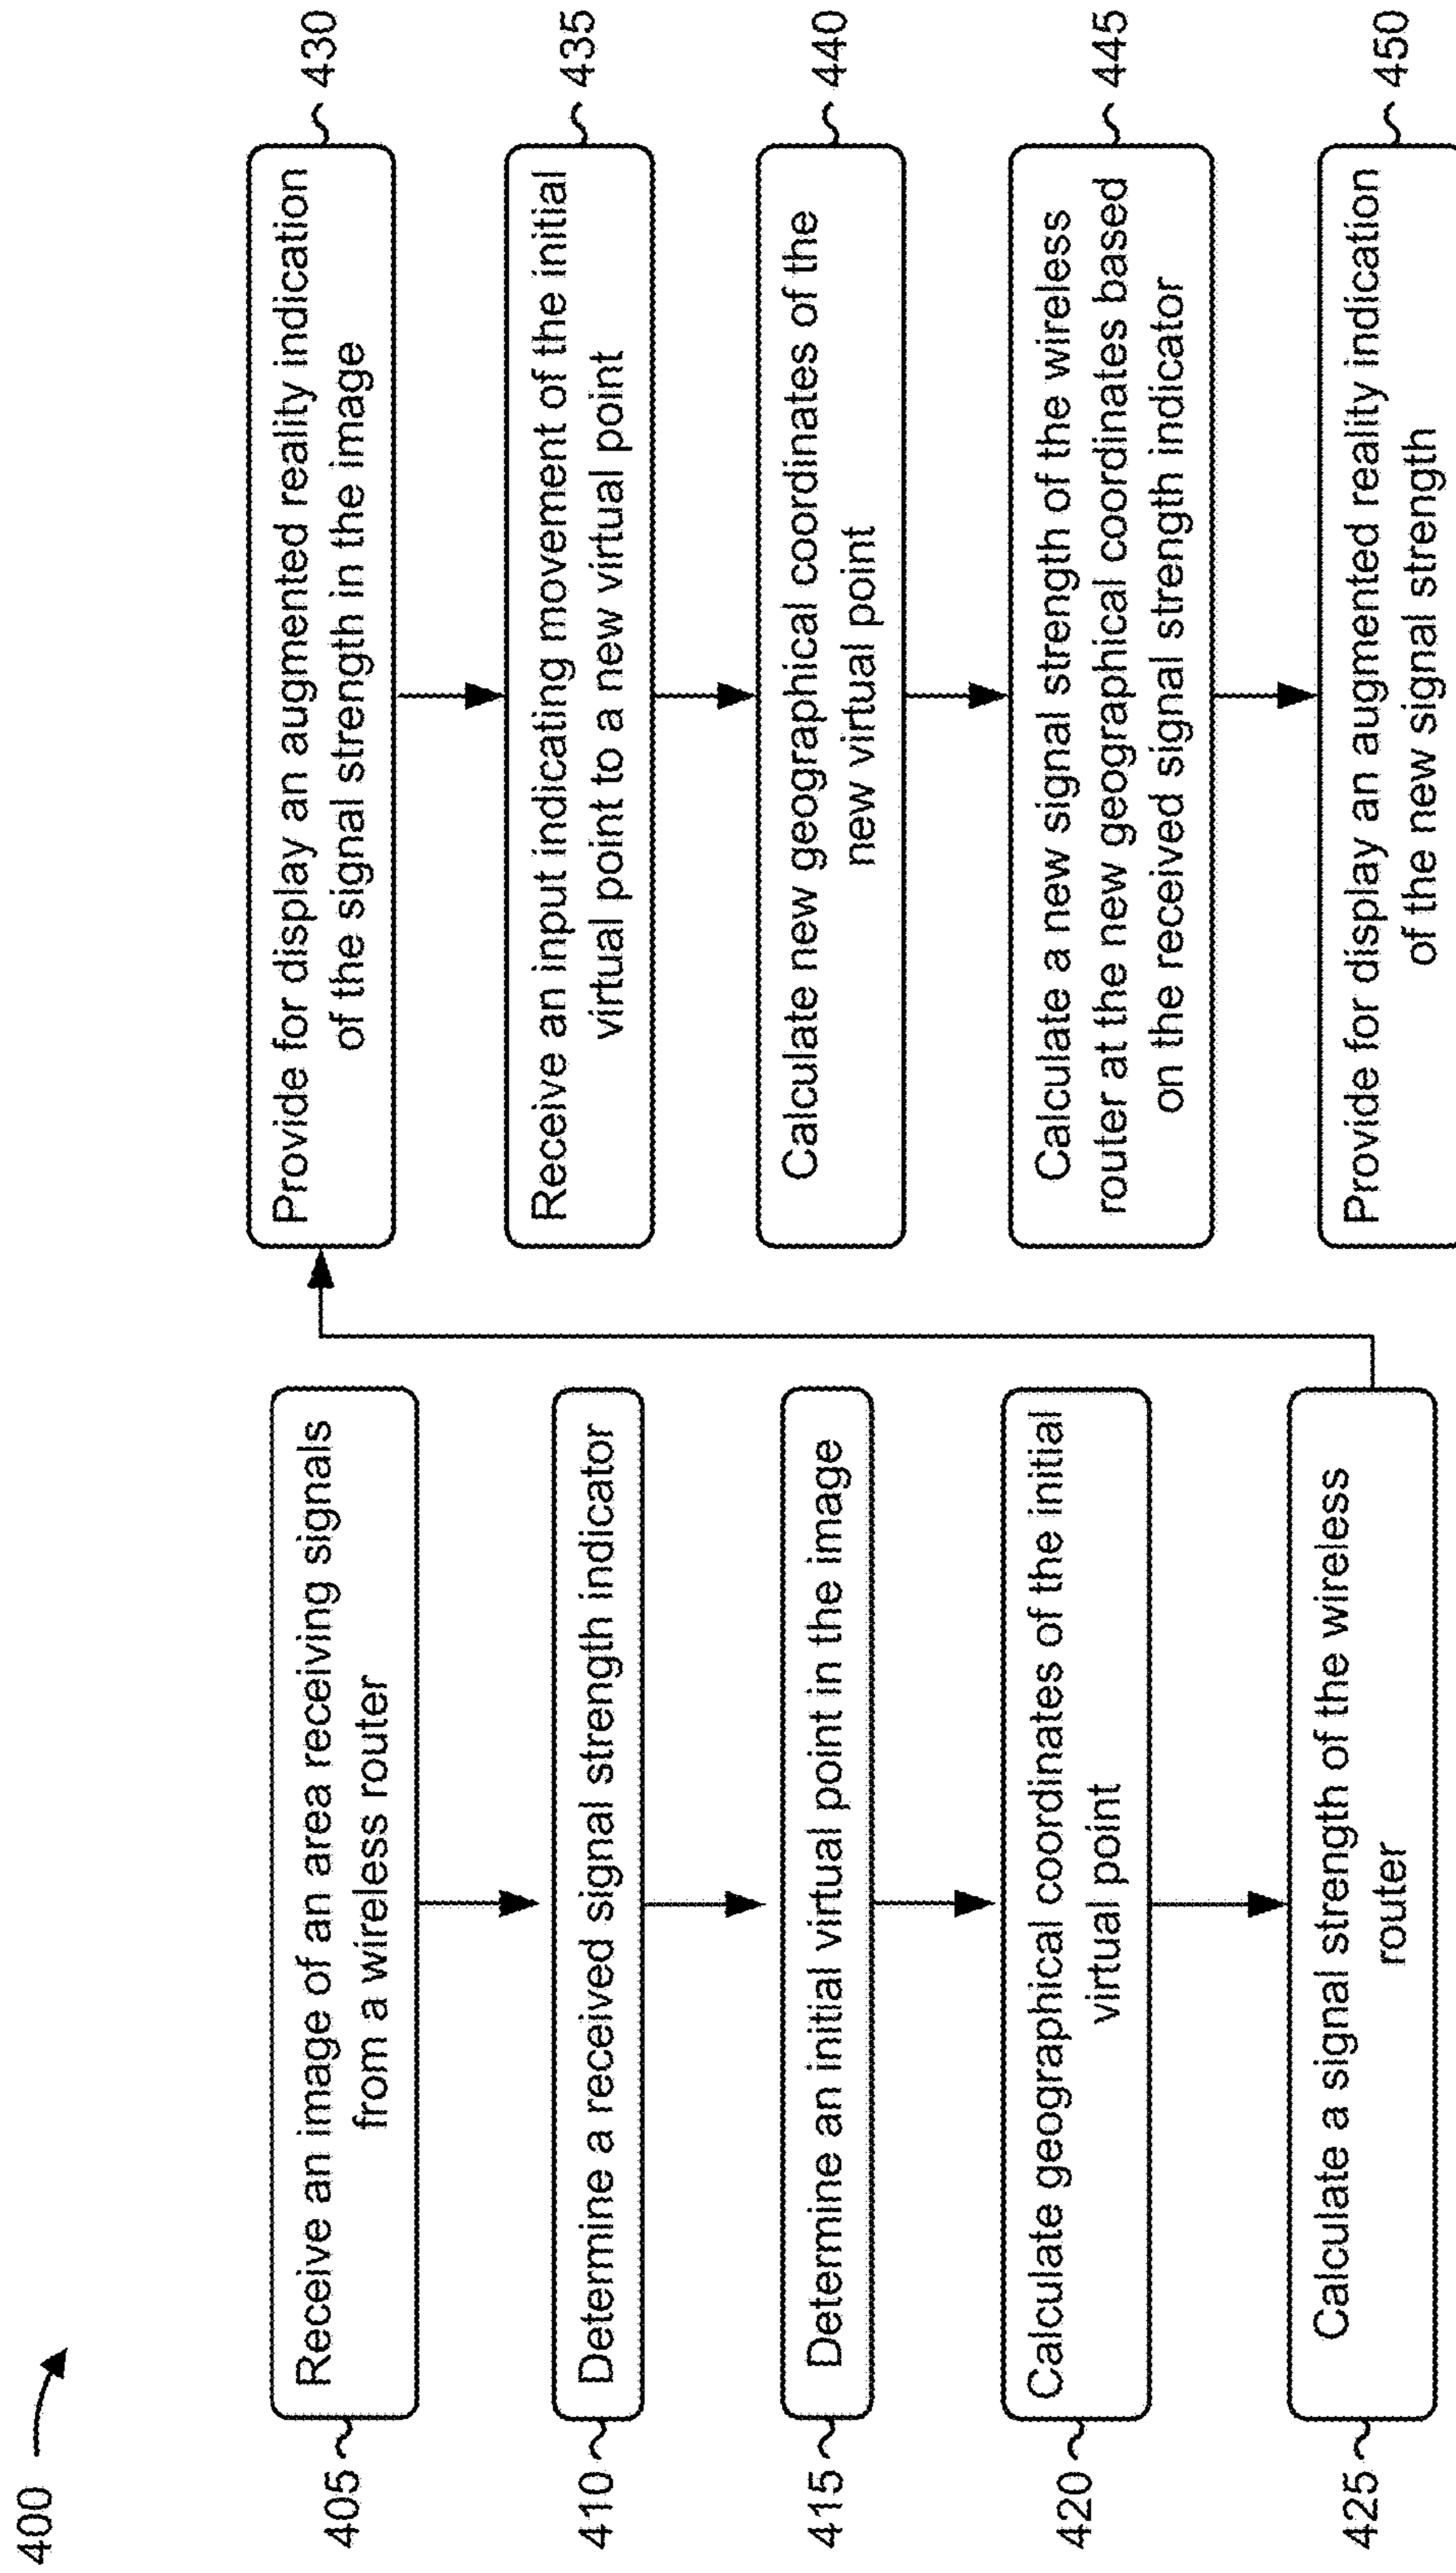 400
405
Receive an image of an area receiving signals
from a wireless router
410
Determine a received signal strength indicator
415
Determine an initial virtual point in the image
420
Calculate geographical coordinates of the initial
virtual point
425
Calculate a signal strength of the wireless
router
430
Provide for display an augmented reality indication
of the signal strength in the image
435
Receive an input indicating movement of the initial
virtual point to a new virtual point
440
Calculate new geographical coordinates of the
new virtual point
445
Calculate a new signal strength of the wireless
router at the new geographical coordinates based
on the received signal strength indicator
450
Provide for display an augmented reality indication
of the new signal strength